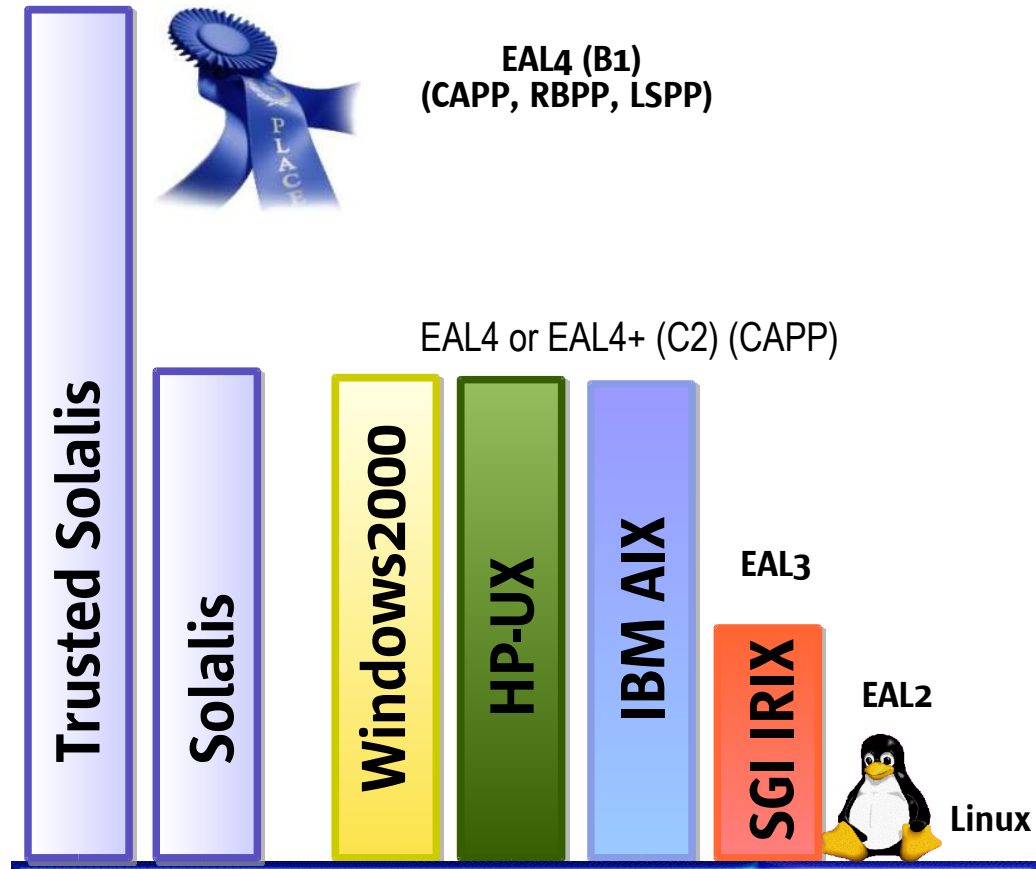 EAL4 (B1)
(CAPP, RBPP, LSPP)
PLACE
EAL4 or EAL4+ (C2) (CAPP)
Trusted Solalis
Solalis
Windows2000
HP-UX
IBM AIX
EAL3
SGI IRIX
EAL2
Linux